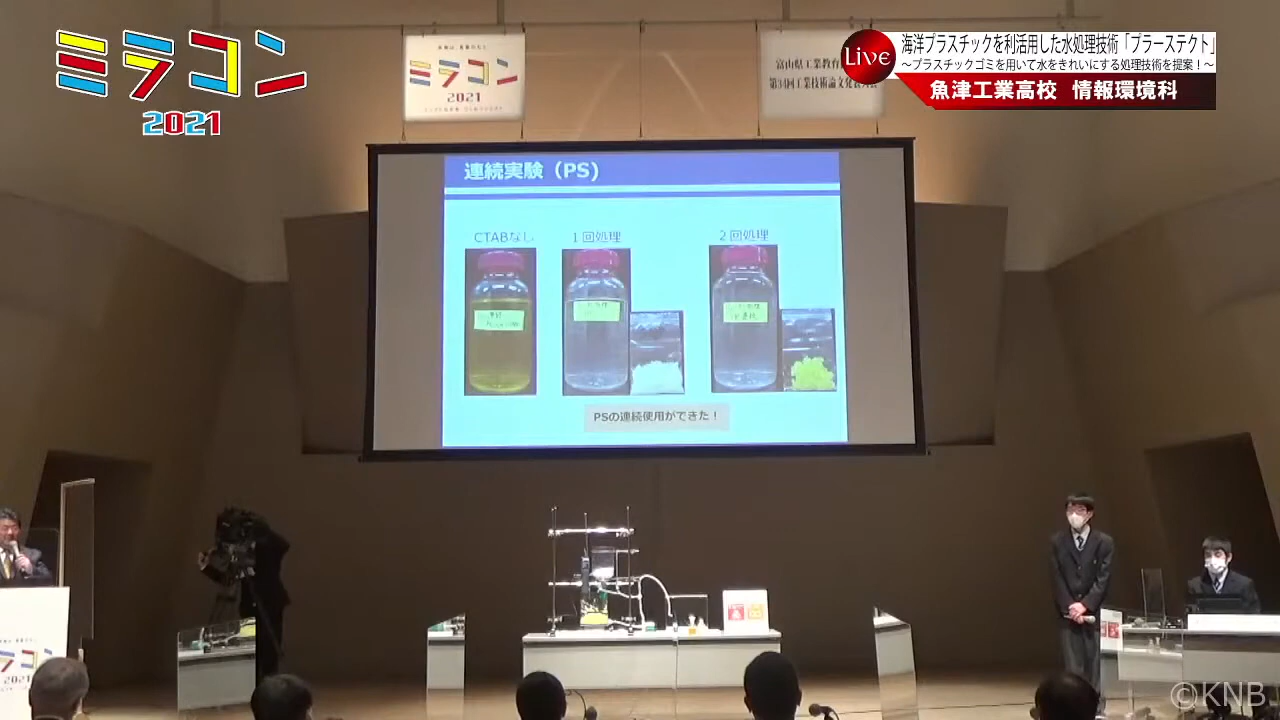 ミラコン
2021
Live
海洋プラスチックを利活用した水処理技術「プラーステクト」
～プラスチックゴミを用いて水をきれいにする処理技術を提案！～
魚津工業高校 情報環境科
ミラコン
2021
富山県工業教育
第34回工業技術論文発表大会
連続実験（PS）
CTABなし
１回処理
２回処理
PSの連続使用ができた！
ミラコン
2021
©KNB